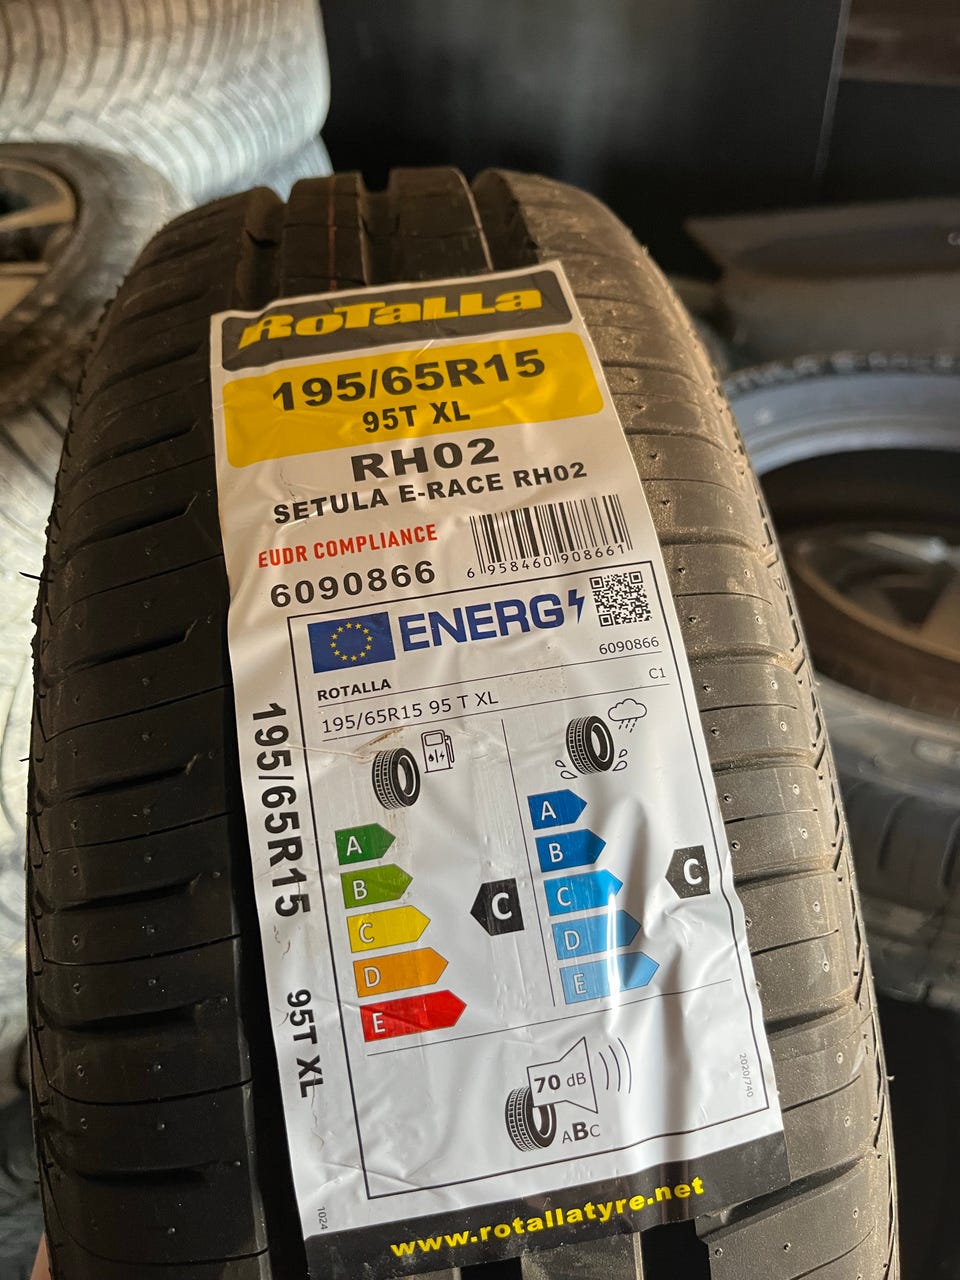 RoTaLLa
195/65R15
95T XL
RH02
SETULA E-RACE RH02
EUDR COMPLIANCE
6090866
6 958460 908661
ENERG
6090866
ROTALLA
C1
195/65R15 95 T XL
A
B
C
D
E
C
A
B
C
D
E
C
70 dB
ABC
2020/740
195/65R15 95T XL
1024
www.rotallatyre.net